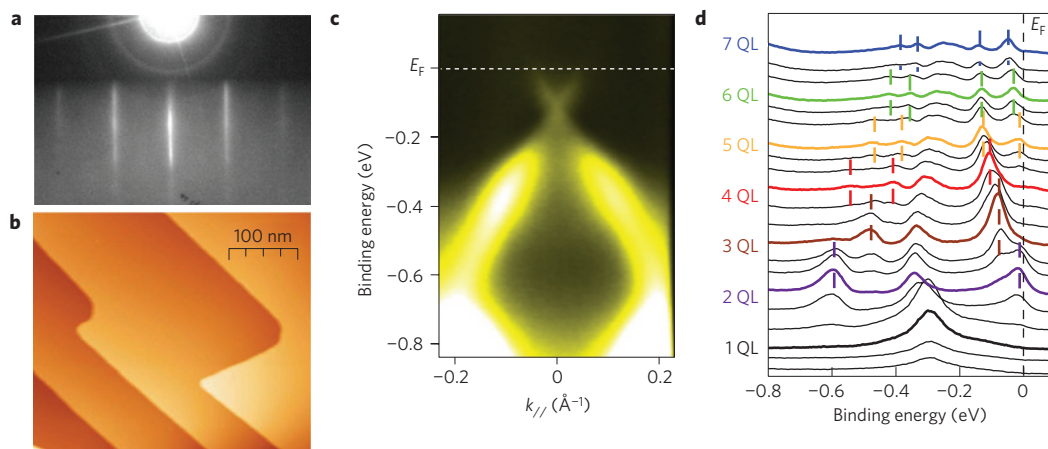 a
b
100 nm
c
E_F
Binding energy (eV)
−0.2
−0.4
−0.6
−0.8
−0.2
0
0.2
k_// (Å⁻¹)
d
E_F
7 QL
6 QL
5 QL
4 QL
3 QL
2 QL
1 QL
−0.8
−0.6
−0.4
−0.2
0
Binding energy (eV)